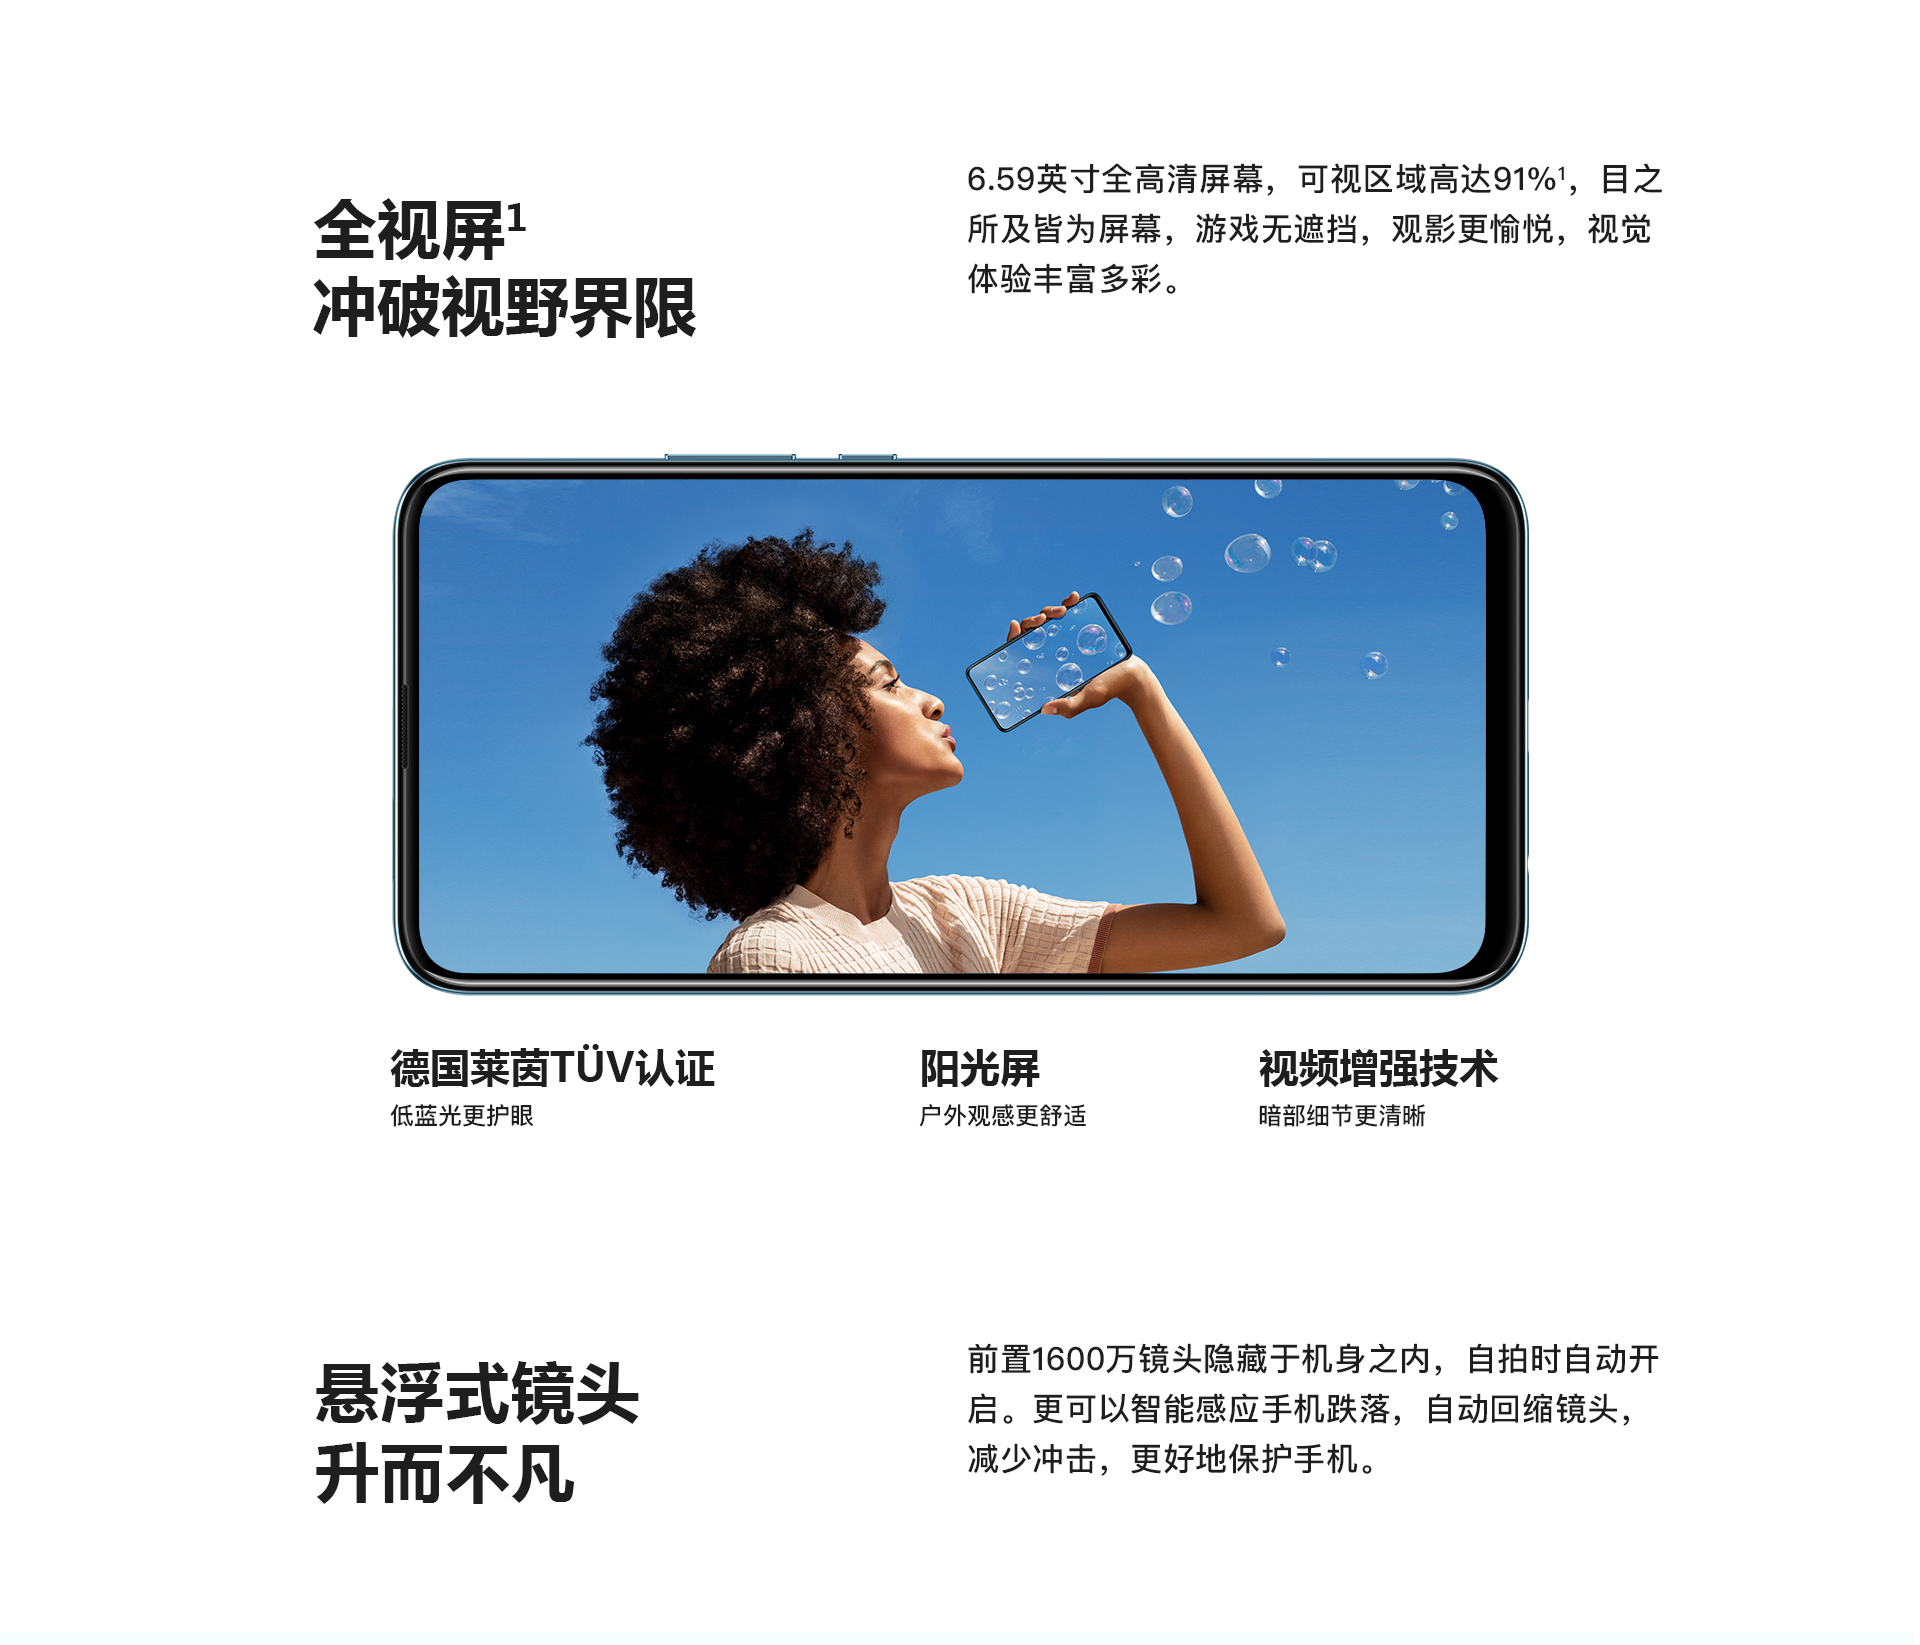 全视屏¹
冲破视野界限
6.59英寸全高清屏幕，可视区域高达91%¹，目之
所及皆为屏幕，游戏无遮挡，观影更愉悦，视觉
体验丰富多彩。
德国莱茵TÜV认证
低蓝光更护眼
阳光屏
户外观感更舒适
视频增强技术
暗部细节更清晰
悬浮式镜头
升而不凡
前置1600万镜头隐藏于机身之内，自拍时自动开
启。更可以智能感应手机跌落，自动回缩镜头，
减少冲击，更好地保护手机。